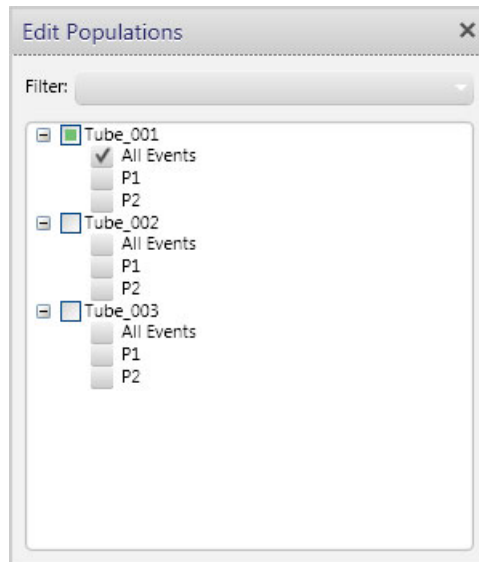 Edit Populations
Filter:
Tube_001
All Events
P1
P2
Tube_002
All Events
P1
P2
Tube_003
All Events
P1
P2